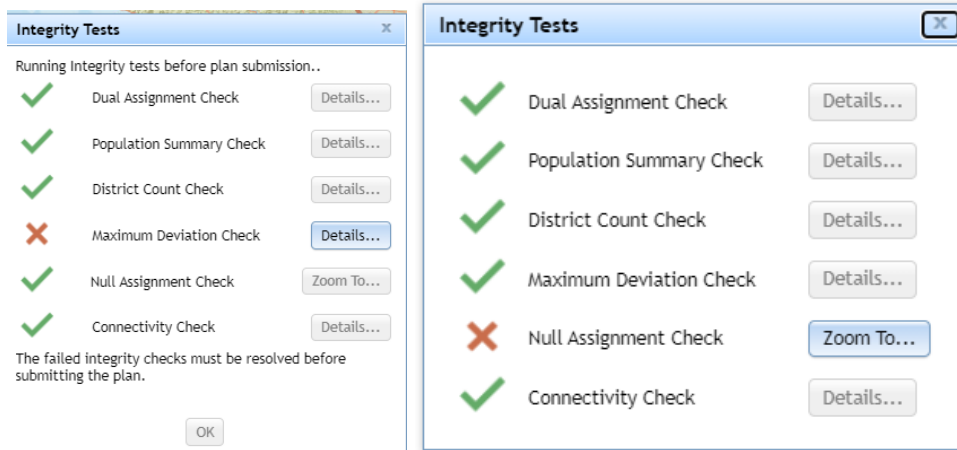 Integrity Tests x
Running Integrity tests before plan submission..
Dual Assignment Check Details...
Population Summary Check Details...
District Count Check Details...
Maximum Deviation Check Details...
Null Assignment Check Zoom To...
Connectivity Check Details...
The failed integrity checks must be resolved before
submitting the plan.
OK
Integrity Tests x
Dual Assignment Check Details...
Population Summary Check Details...
District Count Check Details...
Maximum Deviation Check Details...
Null Assignment Check Zoom To...
Connectivity Check Details...